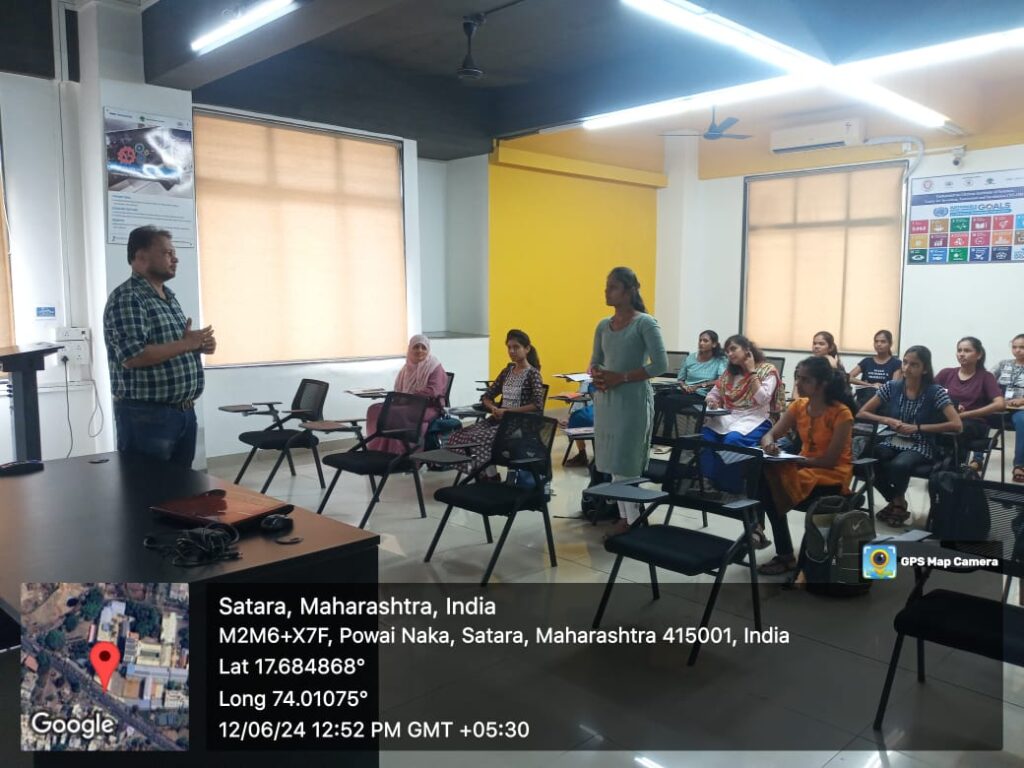 GOALS
GPS Map Camera
Satara, Maharashtra, India
M2M6+X7F, Powai Naka, Satara, Maharashtra 415001, India
Lat 17.684868°
Long 74.01075°
12/06/24 12:52 PM GMT +05:30
Google